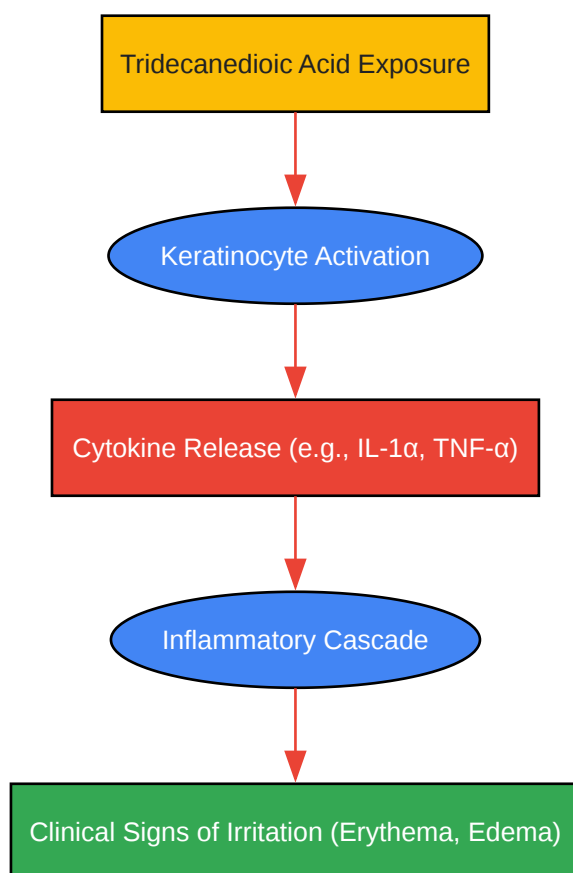 Tridecanedioic Acid Exposure
Keratinocyte Activation
Cytokine Release (e.g., IL-1α, TNF-α)
Inflammatory Cascade
Clinical Signs of Irritation (Erythema, Edema)